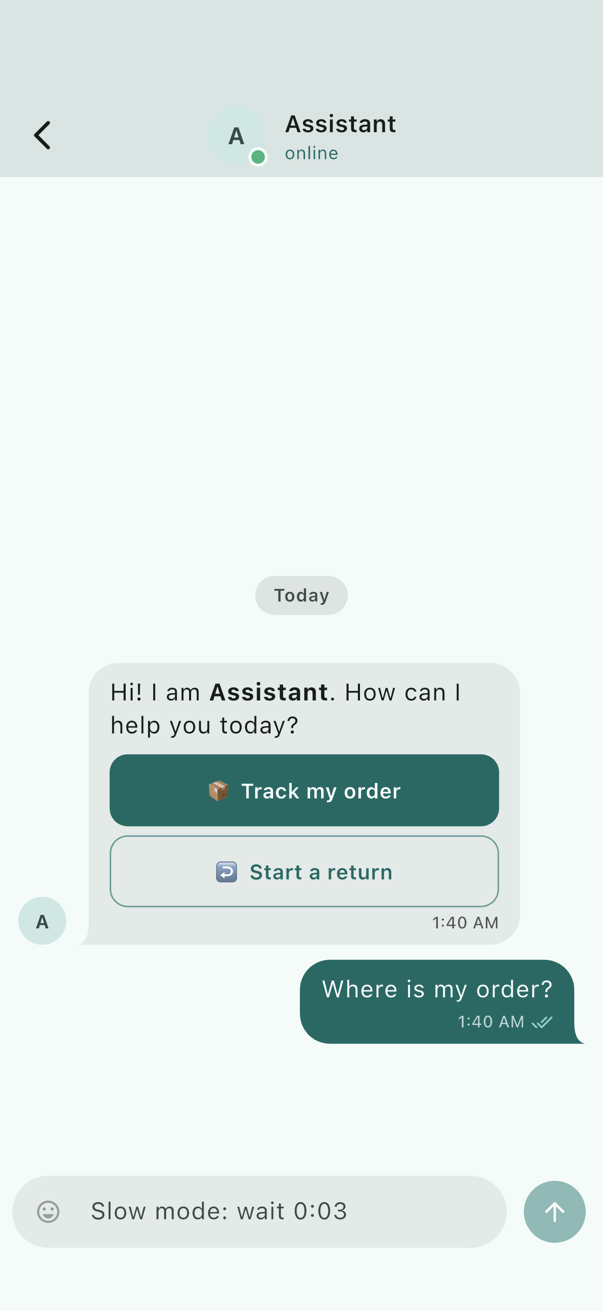 A
Assistant
online
Today
Hi! I am Assistant. How can I
help you today?
📦 Track my order
↩️ Start a return
1:40 AM
A
Where is my order?
1:40 AM
Slow mode: wait 0:03